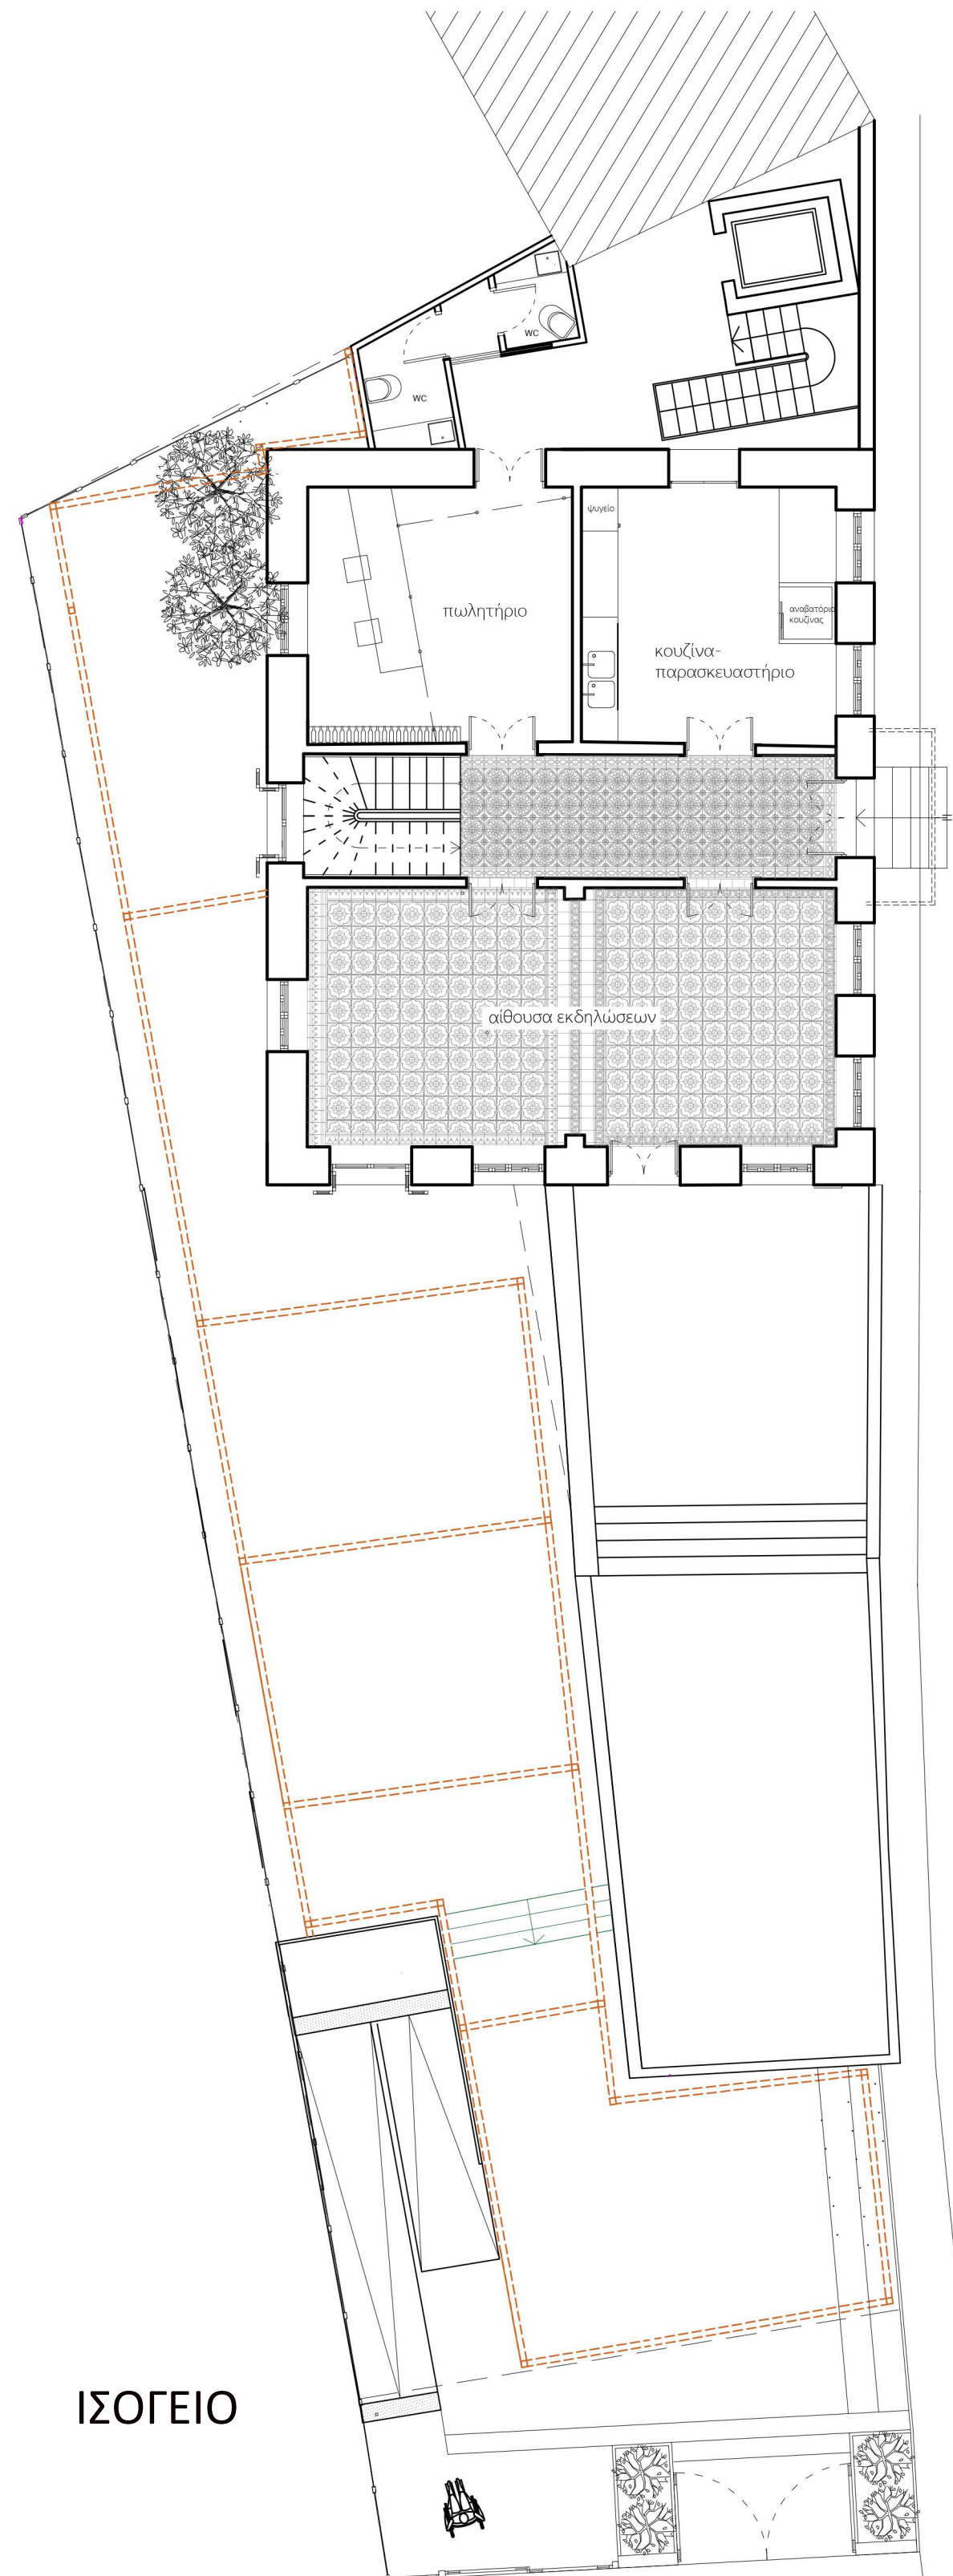 WC
WC
ψυγείο
πωλητήριο
αναβατόριο
κουζίνας
κουζίνα-
παρασκευαστήριο
αίθουσα εκδηλώσεων
ΙΣΟΓΕΙΟ